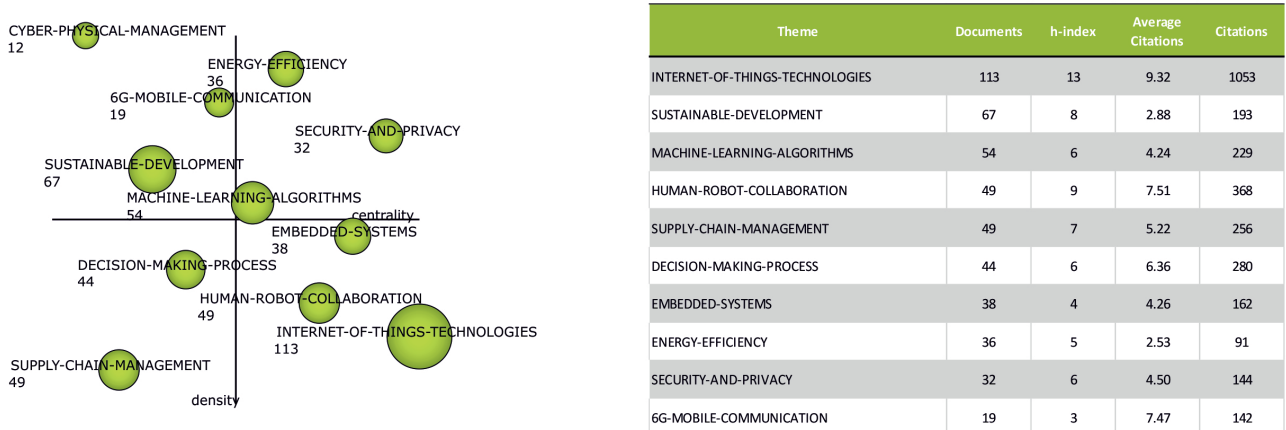 CYBER-PHYSICAL-MANAGEMENT
12
ENERGY-EFFICIENCY
36
6G-MOBILE-COMMUNICATION
19
SECURITY-AND-PRIVACY
32
SUSTAINABLE-DEVELOPMENT
67
MACHINE-LEARNING-ALGORITHMS
54
centrality
EMBEDDED-SYSTEMS
38
DECISION-MAKING-PROCESS
44
HUMAN-ROBOT-COLLABORATION
49
INTERNET-OF-THINGS-TECHNOLOGIES
113
SUPPLY-CHAIN-MANAGEMENT
49
density
Theme Documents h-index Average Citations Citations
INTERNET-OF-THINGS-TECHNOLOGIES 113 13 9.32 1053
SUSTAINABLE-DEVELOPMENT 67 8 2.88 193
MACHINE-LEARNING-ALGORITHMS 54 6 4.24 229
HUMAN-ROBOT-COLLABORATION 49 9 7.51 368
SUPPLY-CHAIN-MANAGEMENT 49 7 5.22 256
DECISION-MAKING-PROCESS 44 6 6.36 280
EMBEDDED-SYSTEMS 38 4 4.26 162
ENERGY-EFFICIENCY 36 5 2.53 91
SECURITY-AND-PRIVACY 32 6 4.50 144
6G-MOBILE-COMMUNICATION 19 3 7.47 142